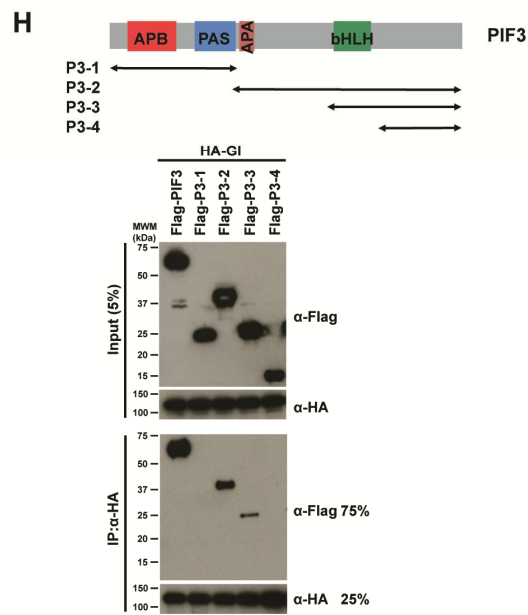 H
APB PAS APA bHLH PIF3
P3-1
P3-2
P3-3
P3-4
HA-GI
Flag-PIF3 Flag-P3-1 Flag-P3-2 Flag-P3-3 Flag-P3-4
MWM
(kDa)
Input (5%)
75
50
37
25
20
15
α-Flag
150
100
α-HA
IP:α-HA
75
50
37
25
20
15
α-Flag 75%
150
100
α-HA 25%